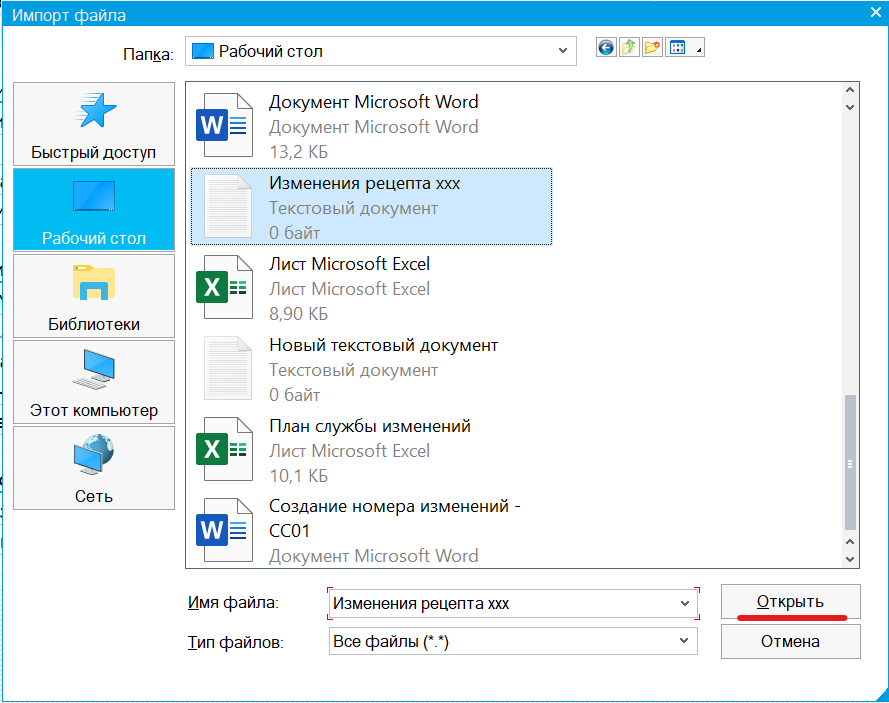 Импорт файла
Папка:
Рабочий стол
Быстрый доступ
Рабочий стол
Библиотеки
Этот компьютер
Сеть
W
Документ Microsoft Word
Документ Microsoft Word
13,2 КБ
Изменения рецепта xxx
Текстовый документ
0 байт
X
Лист Microsoft Excel
Лист Microsoft Excel
8,90 КБ
Новый текстовый документ
Текстовый документ
0 байт
X
План службы изменений
Лист Microsoft Excel
10,1 КБ
W
Создание номера изменений -
CC01
Документ Microsoft Word
Имя файла:
Изменения рецепта xxx
Открыть
Тип файлов:
Все файлы (*.*)
Отмена